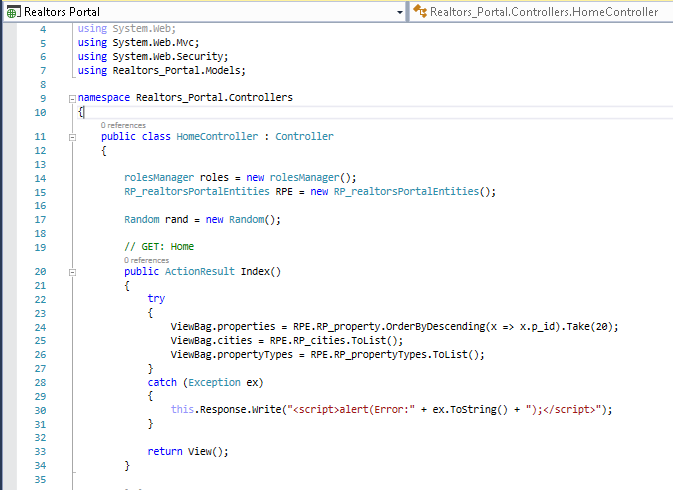 Realtors Portal
Realtors_Portal.Controllers.HomeController
4 using System.Web;
5 using System.Web.Mvc;
6 using System.Web.Security;
7 using Realtors_Portal.Models;
8
9 namespace Realtors_Portal.Controllers
10 {
0 references
11 public class HomeController : Controller
12 {
13
14 rolesManager roles = new rolesManager();
15 RP_realtorsPortalEntities RPE = new RP_realtorsPortalEntities();
16
17 Random rand = new Random();
18
19 // GET: Home
0 references
20 public ActionResult Index()
21 {
22 try
23 {
24 ViewBag.properties = RPE.RP_property.OrderByDescending(x => x.p_id).Take(20);
25 ViewBag.cities = RPE.RP_cities.ToList();
26 ViewBag.propertyTypes = RPE.RP_propertyTypes.ToList();
27 }
28 catch (Exception ex)
29 {
30 this.Response.Write("<script>alert(Error:" + ex.ToString() + ");</script>");
31 }
32
33 return View();
34 }
35